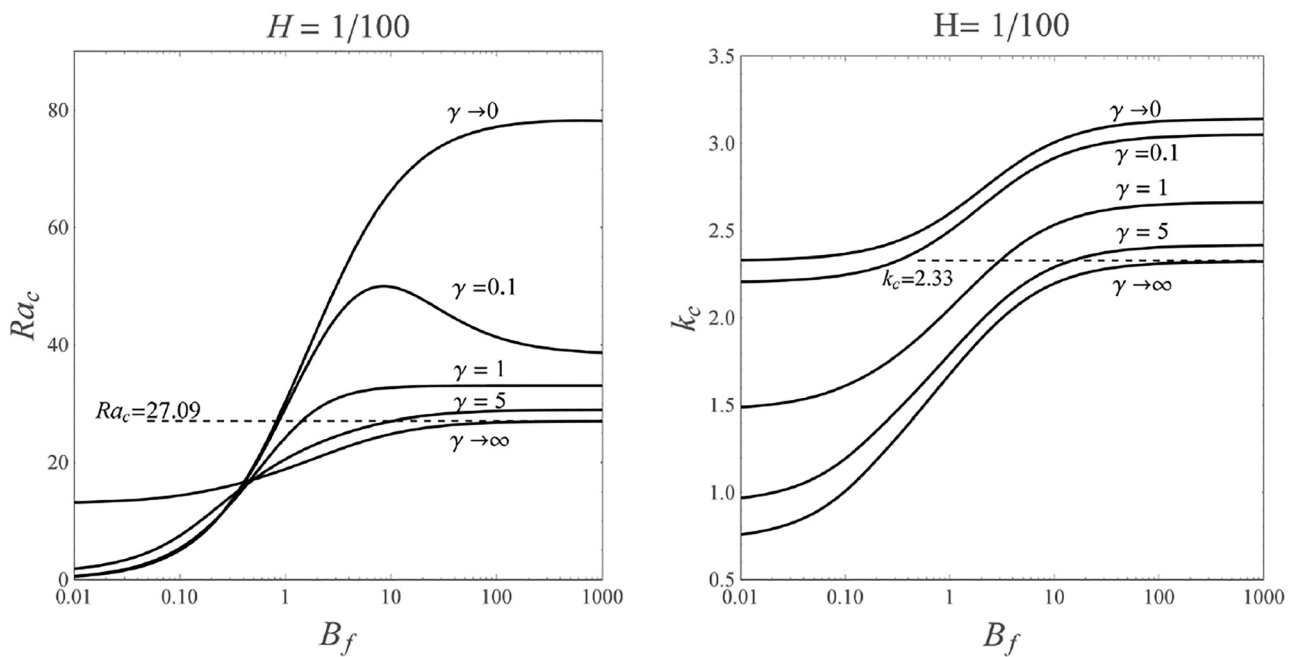 H = 1/100
80
60
40
20
0
Ra_c
γ →0
γ =0.1
γ = 1
γ = 5
γ →∞
Ra_c=27.09
0.01 0.10 1 10 100 1000
B_f
H= 1/100
3.5
3.0
2.5
2.0
1.5
1.0
0.5
k_c
γ →0
γ =0.1
γ = 1
γ = 5
k_c=2.33
γ →∞
0.01 0.10 1 10 100 1000
B_f